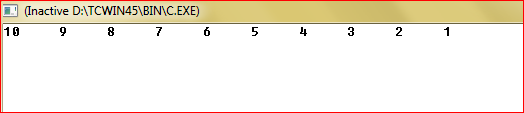 (Inactive D:\TCWIN45\BIN\C.EXE)
10 9 8 7 6 5 4 3 2 1